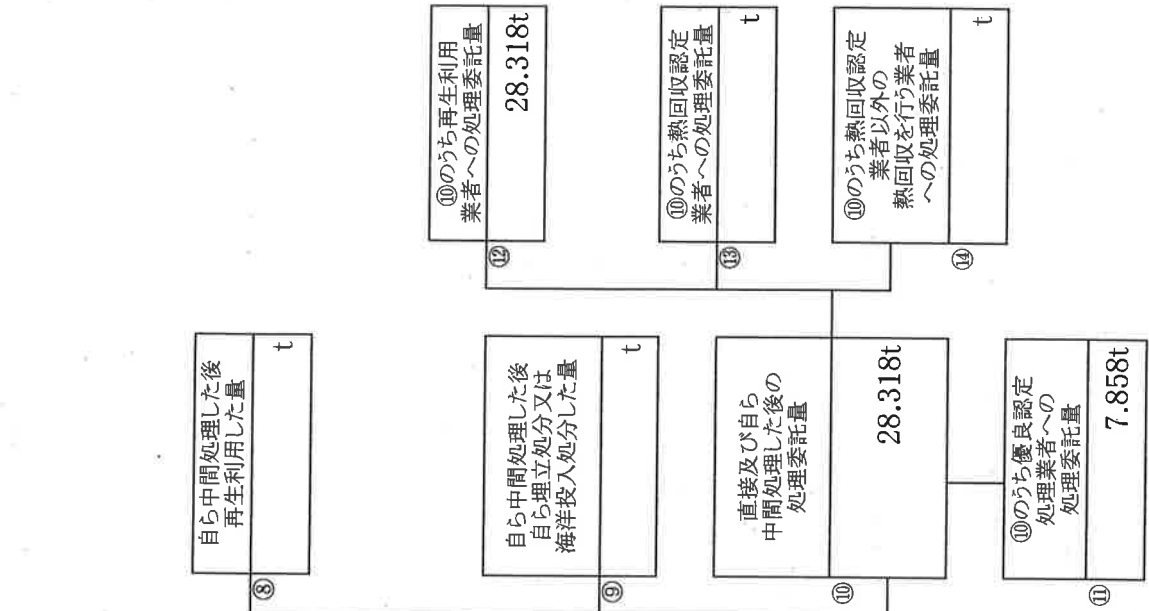 ⑧
自ら中間処理した後
再生利用した量
t
⑨
自ら中間処理した後
自ら埋立処分又は
海洋投入処分した量
t
⑩
直接及び自ら
中間処理した後の
処理委託量
28.318t
⑪
⑩のうち優良認定
処理業者への
処理委託量
7.858t
⑫
⑩のうち再生利用
業者への処理委託量
28.318t
⑬
⑩のうち熱回収認定
業者への処理委託量
t
⑭
⑩のうち熱回収認定
業者以外の
熱回収を行う業者
への処理委託量
t